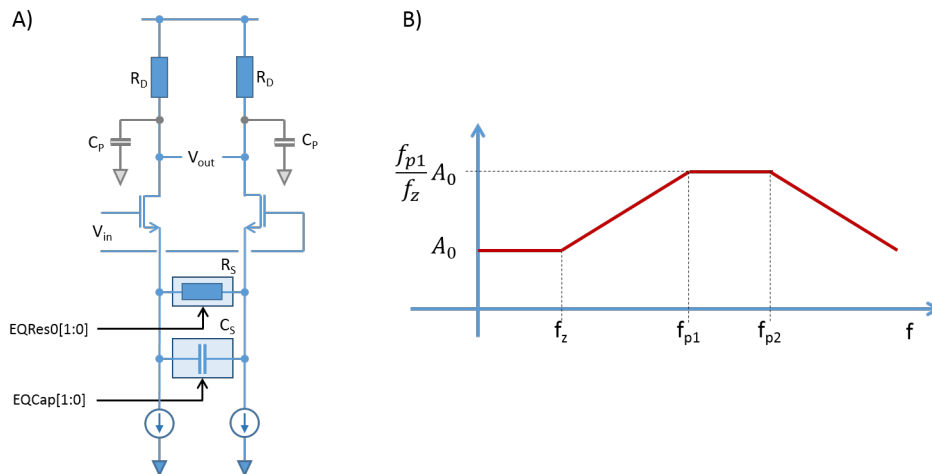 A)
R_D
R_D
C_P
C_P
V_out
V_in
R_S
EQRes0[1:0]
C_S
EQCap[1:0]
B)
f_p1/f_z A_0
A_0
f_z
f_p1
f_p2
f